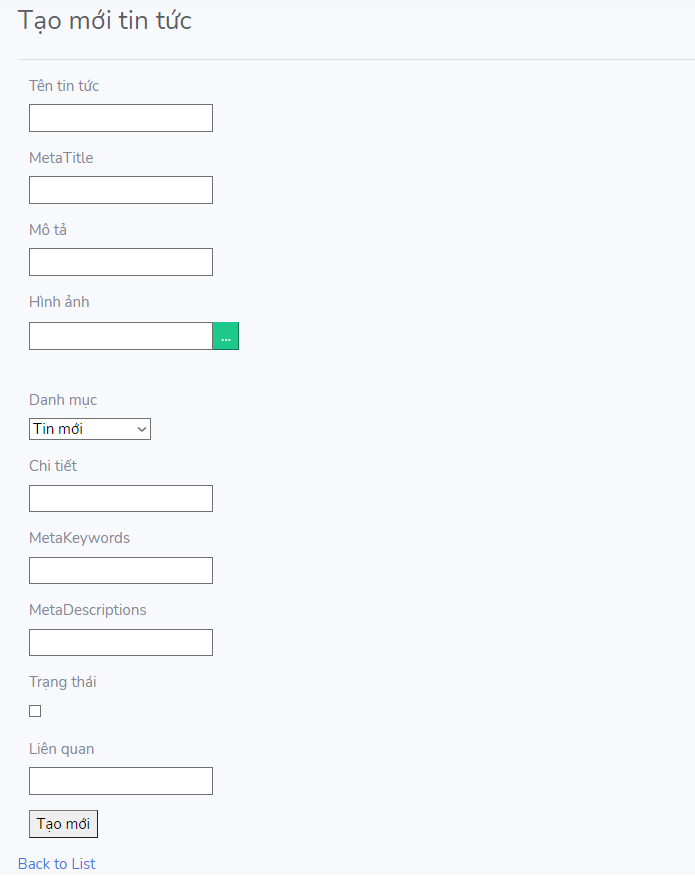 Tạo mới tin tức
Tên tin tức
MetaTitle
Mô tả
Hình ảnh
...
Danh mục
Tin mới
Chi tiết
MetaKeywords
MetaDescriptions
Trạng thái
Liên quan
Tạo mới
Back to List